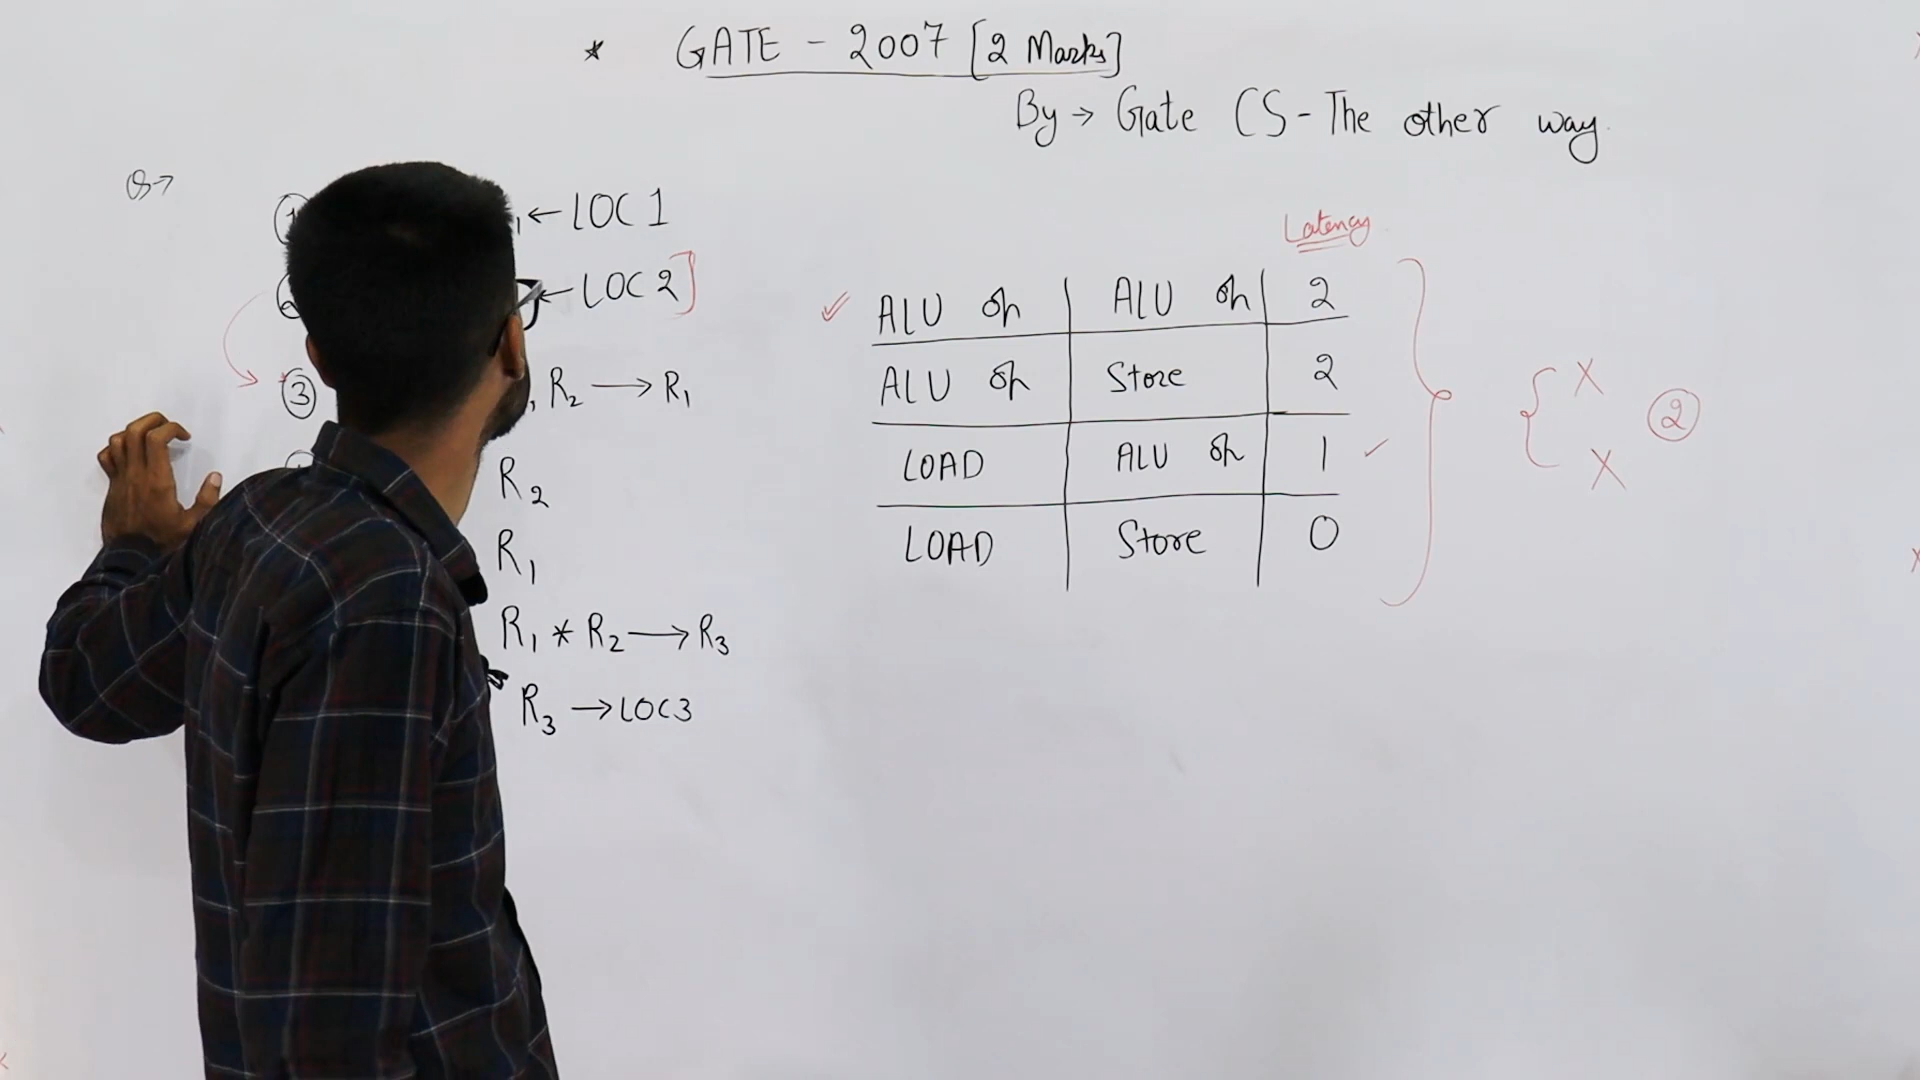 * GATE - 2007 [2 Marks]
By → Gate CS - The other way
Q→
1 ← LOC 1
← LOC 2]
③ , R2 → R1
R2
R1
R1 * R2 → R3
R3 → LOC3
Latency
ALU op | ALU op | 2
ALU op | Store | 2
LOAD | ALU op | 1
LOAD | Store | 0
X
X
②